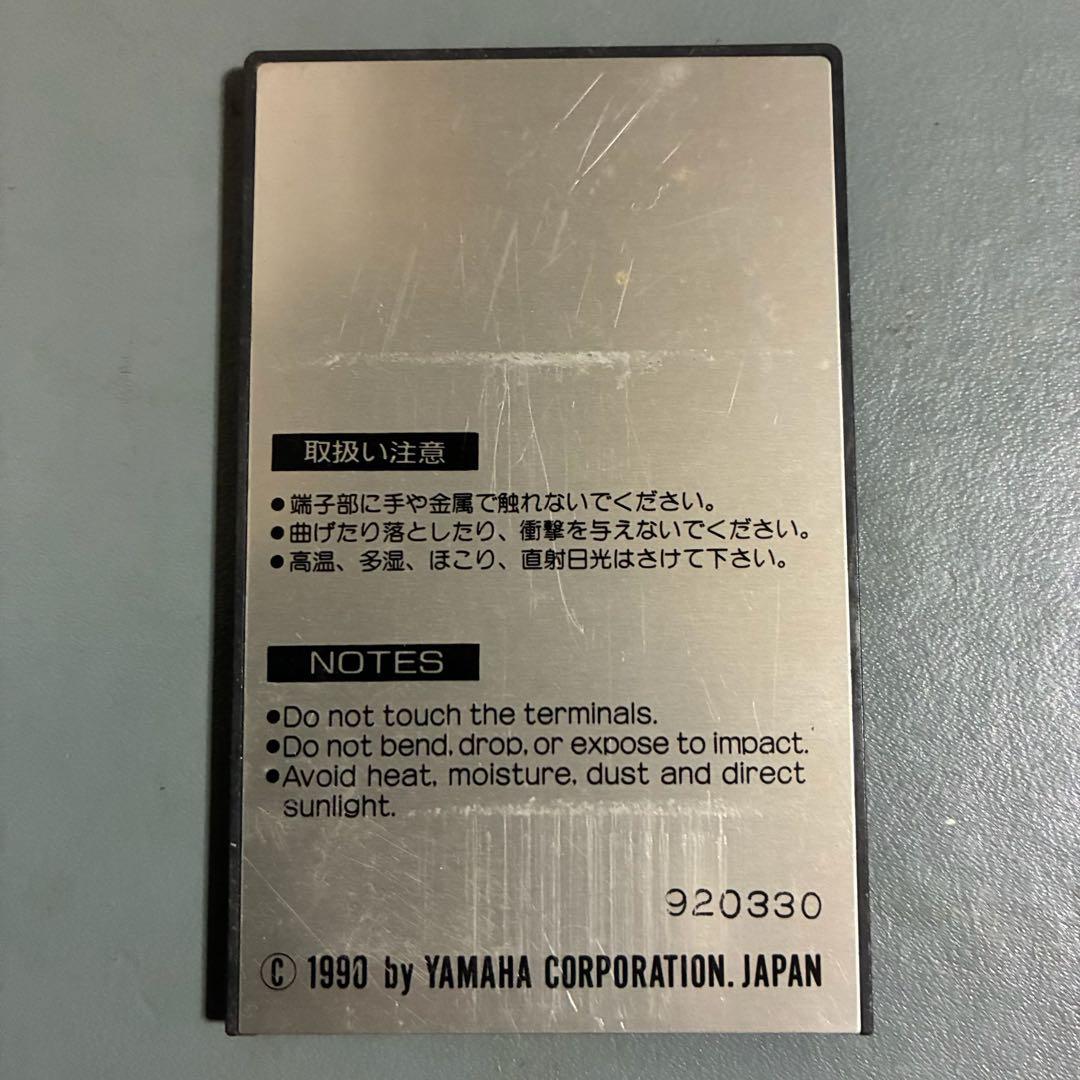 取扱い注意
●端子部に手や金属で触れないでください。
●曲げたり落としたり、衝撃を与えないでください。
●高温、多湿、ほこり、直射日光はさけて下さい。
NOTES
●Do not touch the terminals.
●Do not bend, drop, or expose to impact.
●Avoid heat, moisture, dust and direct
sunlight.
920330
© 1990 by YAMAHA CORPORATION. JAPAN